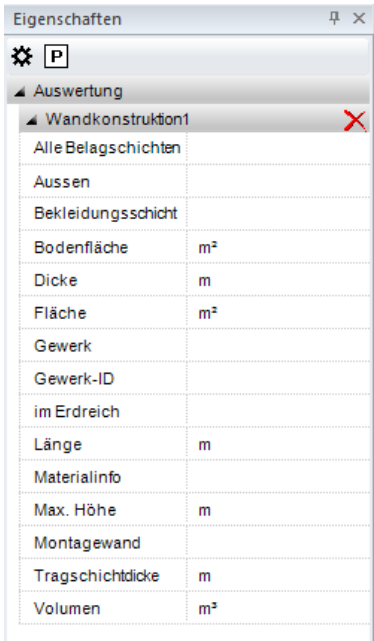 Eigenschaften
P
Auswertung
Wandkonstruktion1
Alle Belagschichten
Aussen
Bekleidungsschicht
Bodenfläche m²
Dicke m
Fläche m²
Gewerk
Gewerk-ID
im Erdreich
Länge m
Materialinfo
Max. Höhe m
Montagewand
Tragschichtdicke m
Volumen m³